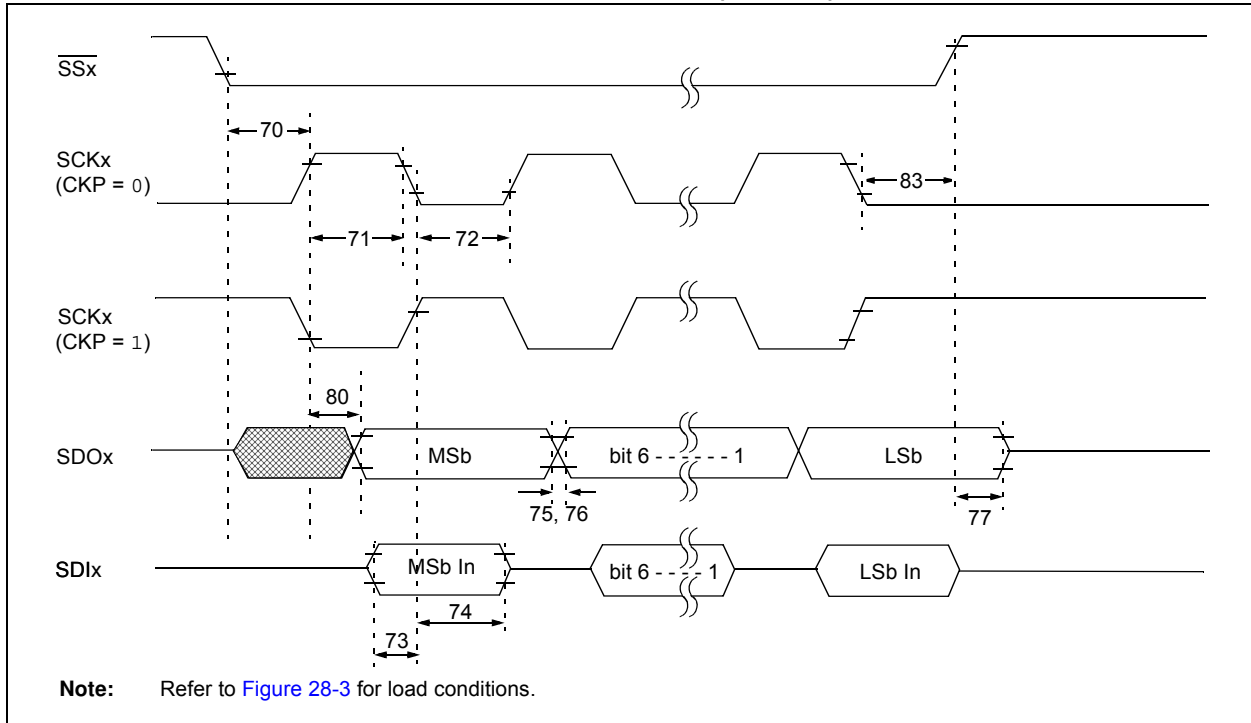 SSx
70
SCKx
(CKP = 0)
83
71
72
SCKx
(CKP = 1)
80
SDOx
MSb
bit 6 - - - - - - 1
LSb
75, 76
77
SDIx
MSb In
bit 6 - - - - 1
LSb In
74
73
Note: Refer to Figure 28-3 for load conditions.